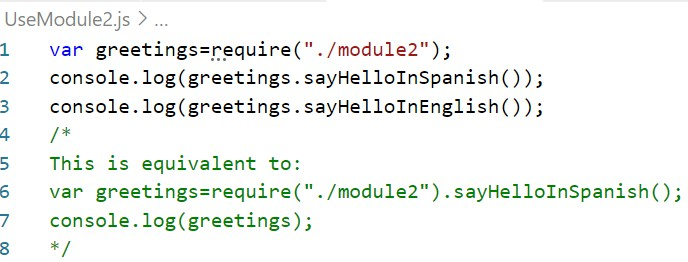 UseModule2.js > ...
1 var greetings=require("./module2");
2 console.log(greetings.sayHelloInSpanish());
3 console.log(greetings.sayHelloInEnglish());
4 /*
5 This is equivalent to:
6 var greetings=require("./module2").sayHelloInSpanish();
7 console.log(greetings);
8 */